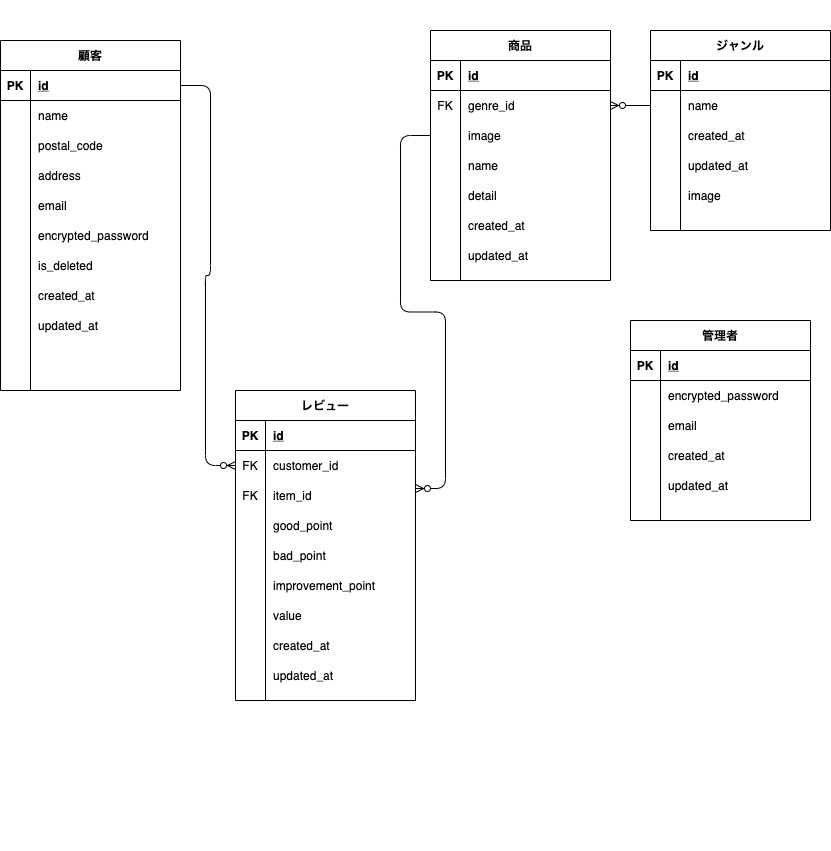 顧客
PK id
name
postal_code
address
email
encrypted_password
is_deleted
created_at
updated_at
商品
PK id
FK genre_id
image
name
detail
created_at
updated_at
ジャンル
PK id
name
created_at
updated_at
image
管理者
PK id
encrypted_password
email
created_at
updated_at
レビュー
PK id
FK customer_id
FK item_id
good_point
bad_point
improvement_point
value
created_at
updated_at